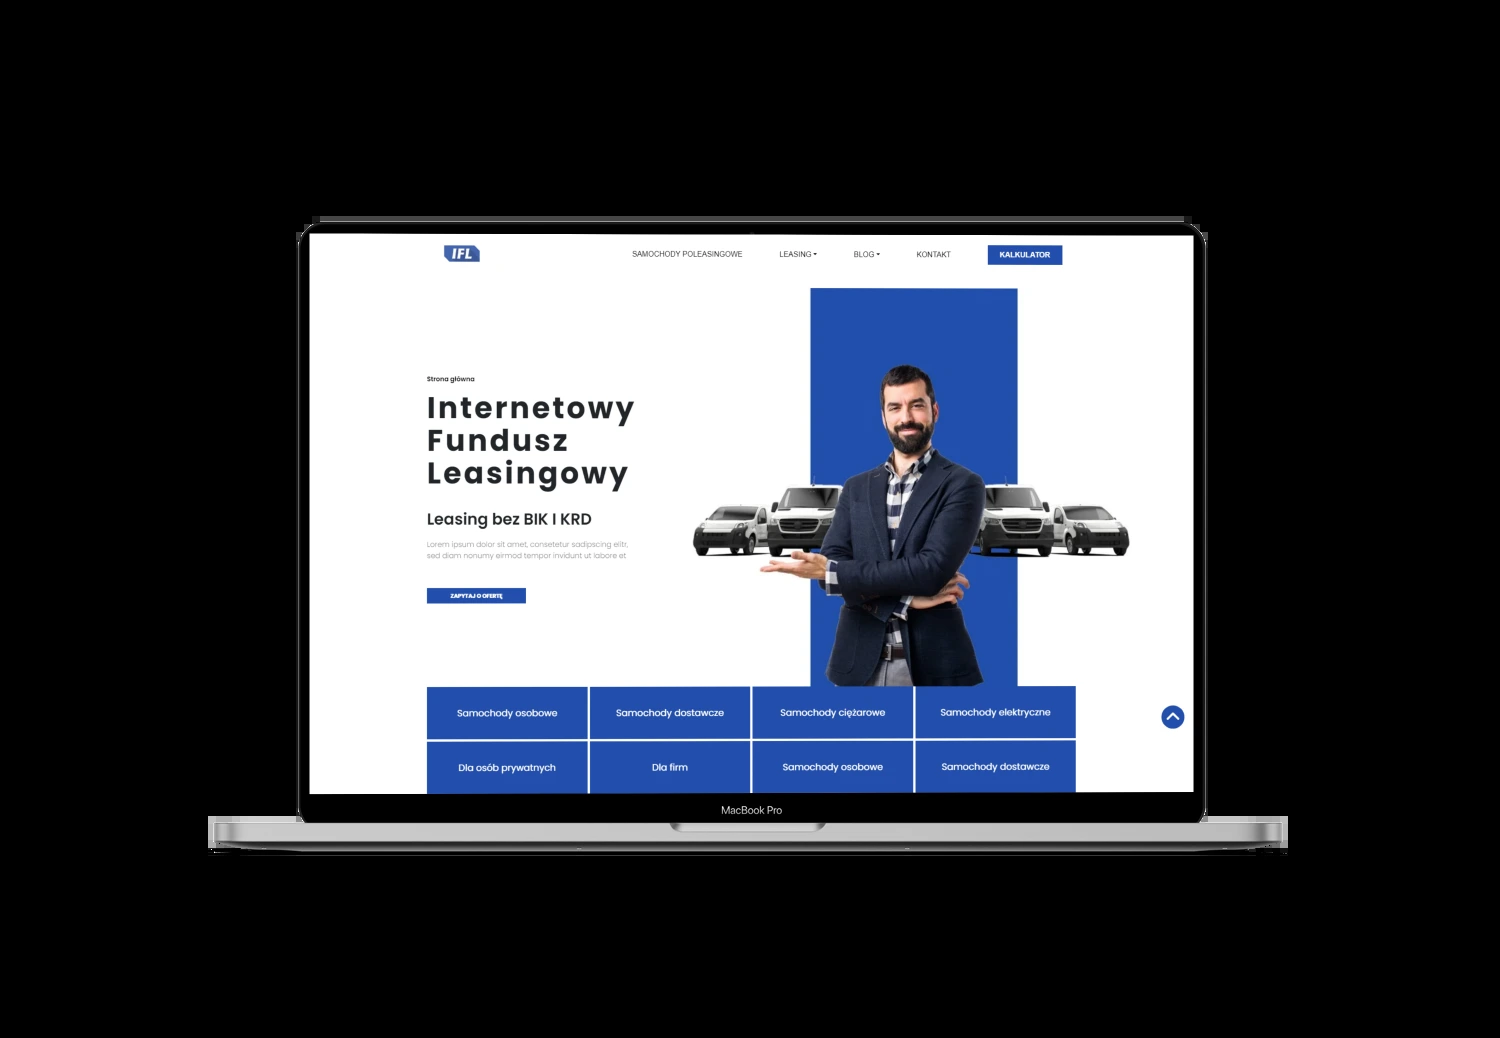 IFL
SAMOCHODY POLEASINGOWE
LEASING
BLOG
KONTAKT
KALKULATOR
Strona główna
Internetowy
Fundusz
Leasingowy
Leasing bez BIK I KRD
Lorem ipsum dolor sit amet, consetetur sadipscing elitr,
sed diam nonumy eirmod tempor invidunt ut labore et
ZAPYTAJ O OFERTĘ
Samochody osobowe
Samochody dostawcze
Samochody ciężarowe
Samochody elektryczne
Dla osób prywatnych
Dla firm
Samochody osobowe
Samochody dostawcze
MacBook Pro